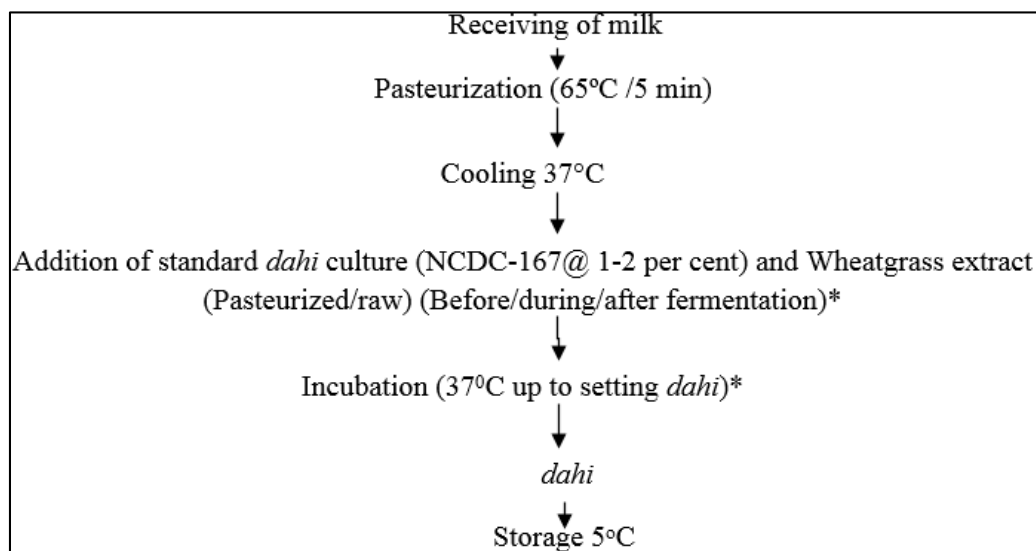 Receiving of milk
Pasteurization (65ºC /5 min)
Cooling 37°C
Addition of standard dahi culture (NCDC-167@ 1-2 per cent) and Wheatgrass extract
(Pasteurized/raw) (Before/during/after fermentation)*
Incubation (37⁰C up to setting dahi)*
dahi
Storage 5°C